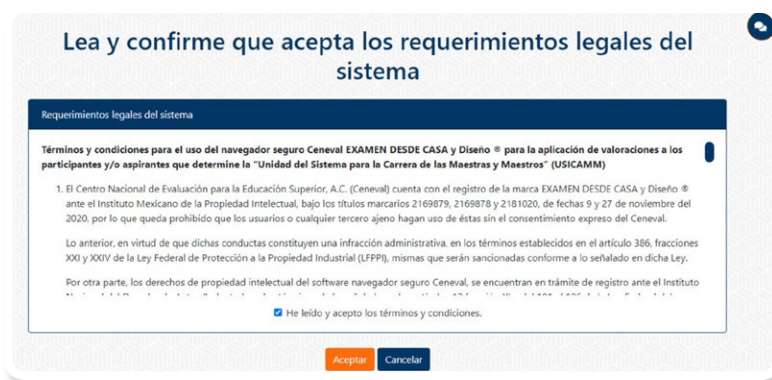 Lea y confirme que acepta los requerimientos legales del
sistema
Requerimientos legales del sistema
Términos y condiciones para el uso del navegador seguro Ceneval EXAMEN DESDE CASA y Diseño ® para la aplicación de valoraciones a los
participantes y/o aspirantes que determine la "Unidad del Sistema para la Carrera de las Maestras y Maestros" (USICAMM)
1. El Centro Nacional de Evaluación para la Educación Superior, A.C. (Ceneval) cuenta con el registro de la marca EXAMEN DESDE CASA y Diseño ®
ante el Instituto Mexicano de la Propiedad Intelectual, bajo los títulos marcarios 2169879, 2169878 y 2181020, de fechas 9 y 27 de noviembre del
2020, por lo que queda prohibido que los usuarios o cualquier tercero ajeno hagan uso de éstas sin el consentimiento expreso del Ceneval.
Lo anterior, en virtud de que dichas conductas constituyen una infracción administrativa, en los términos establecidos en el artículo 386, fracciones
XXI y XXIV de la Ley Federal de Protección a la Propiedad Industrial (LFPPI), mismas que serán sancionadas conforme a lo señalado en dicha Ley.
Por otra parte, los derechos de propiedad intelectual del software navegador seguro Ceneval, se encuentran en trámite de registro ante el Instituto
He leído y acepto los términos y condiciones.
Aceptar Cancelar